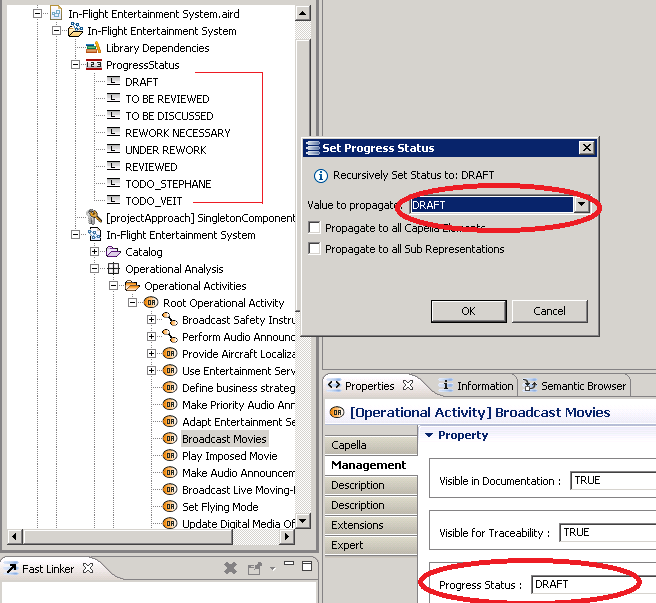 In-Flight Entertainment System.aird
In-Flight Entertainment System
Library Dependencies
ProgressStatus
DRAFT
TO BE REVIEWED
TO BE DISCUSSED
REWORK NECESSARY
UNDER REWORK
REVIEWED
TODO_STEPHANE
TODO_VEIT
[projectApproach] SingletonComponent
In-Flight Entertainment System
Catalog
Operational Analysis
Operational Activities
Root Operational Activity
Broadcast Safety Instru
Perform Audio Announc
Provide Aircraft Localiza
Use Entertainment Serv
Define business strateg
Make Priority Audio Ann
Adapt Entertainment Se
Broadcast Movies
Play Imposed Movie
Make Audio Announcem
Broadcast Live Moving-
Set Flying Mode
Update Digital Media Of
Fast Linker
Set Progress Status
Recursively Set Status to: DRAFT
Value to propagate: DRAFT
Propagate to all Capella Elements
Propagate to all Sub Representations
OK Cancel
Properties Information Semantic Browser
[Operational Activity] Broadcast Movies
Capella
Management
Description
Description
Extensions
Expert
Property
Visible in Documentation : TRUE
Visible for Traceability : TRUE
Progress Status : DRAFT